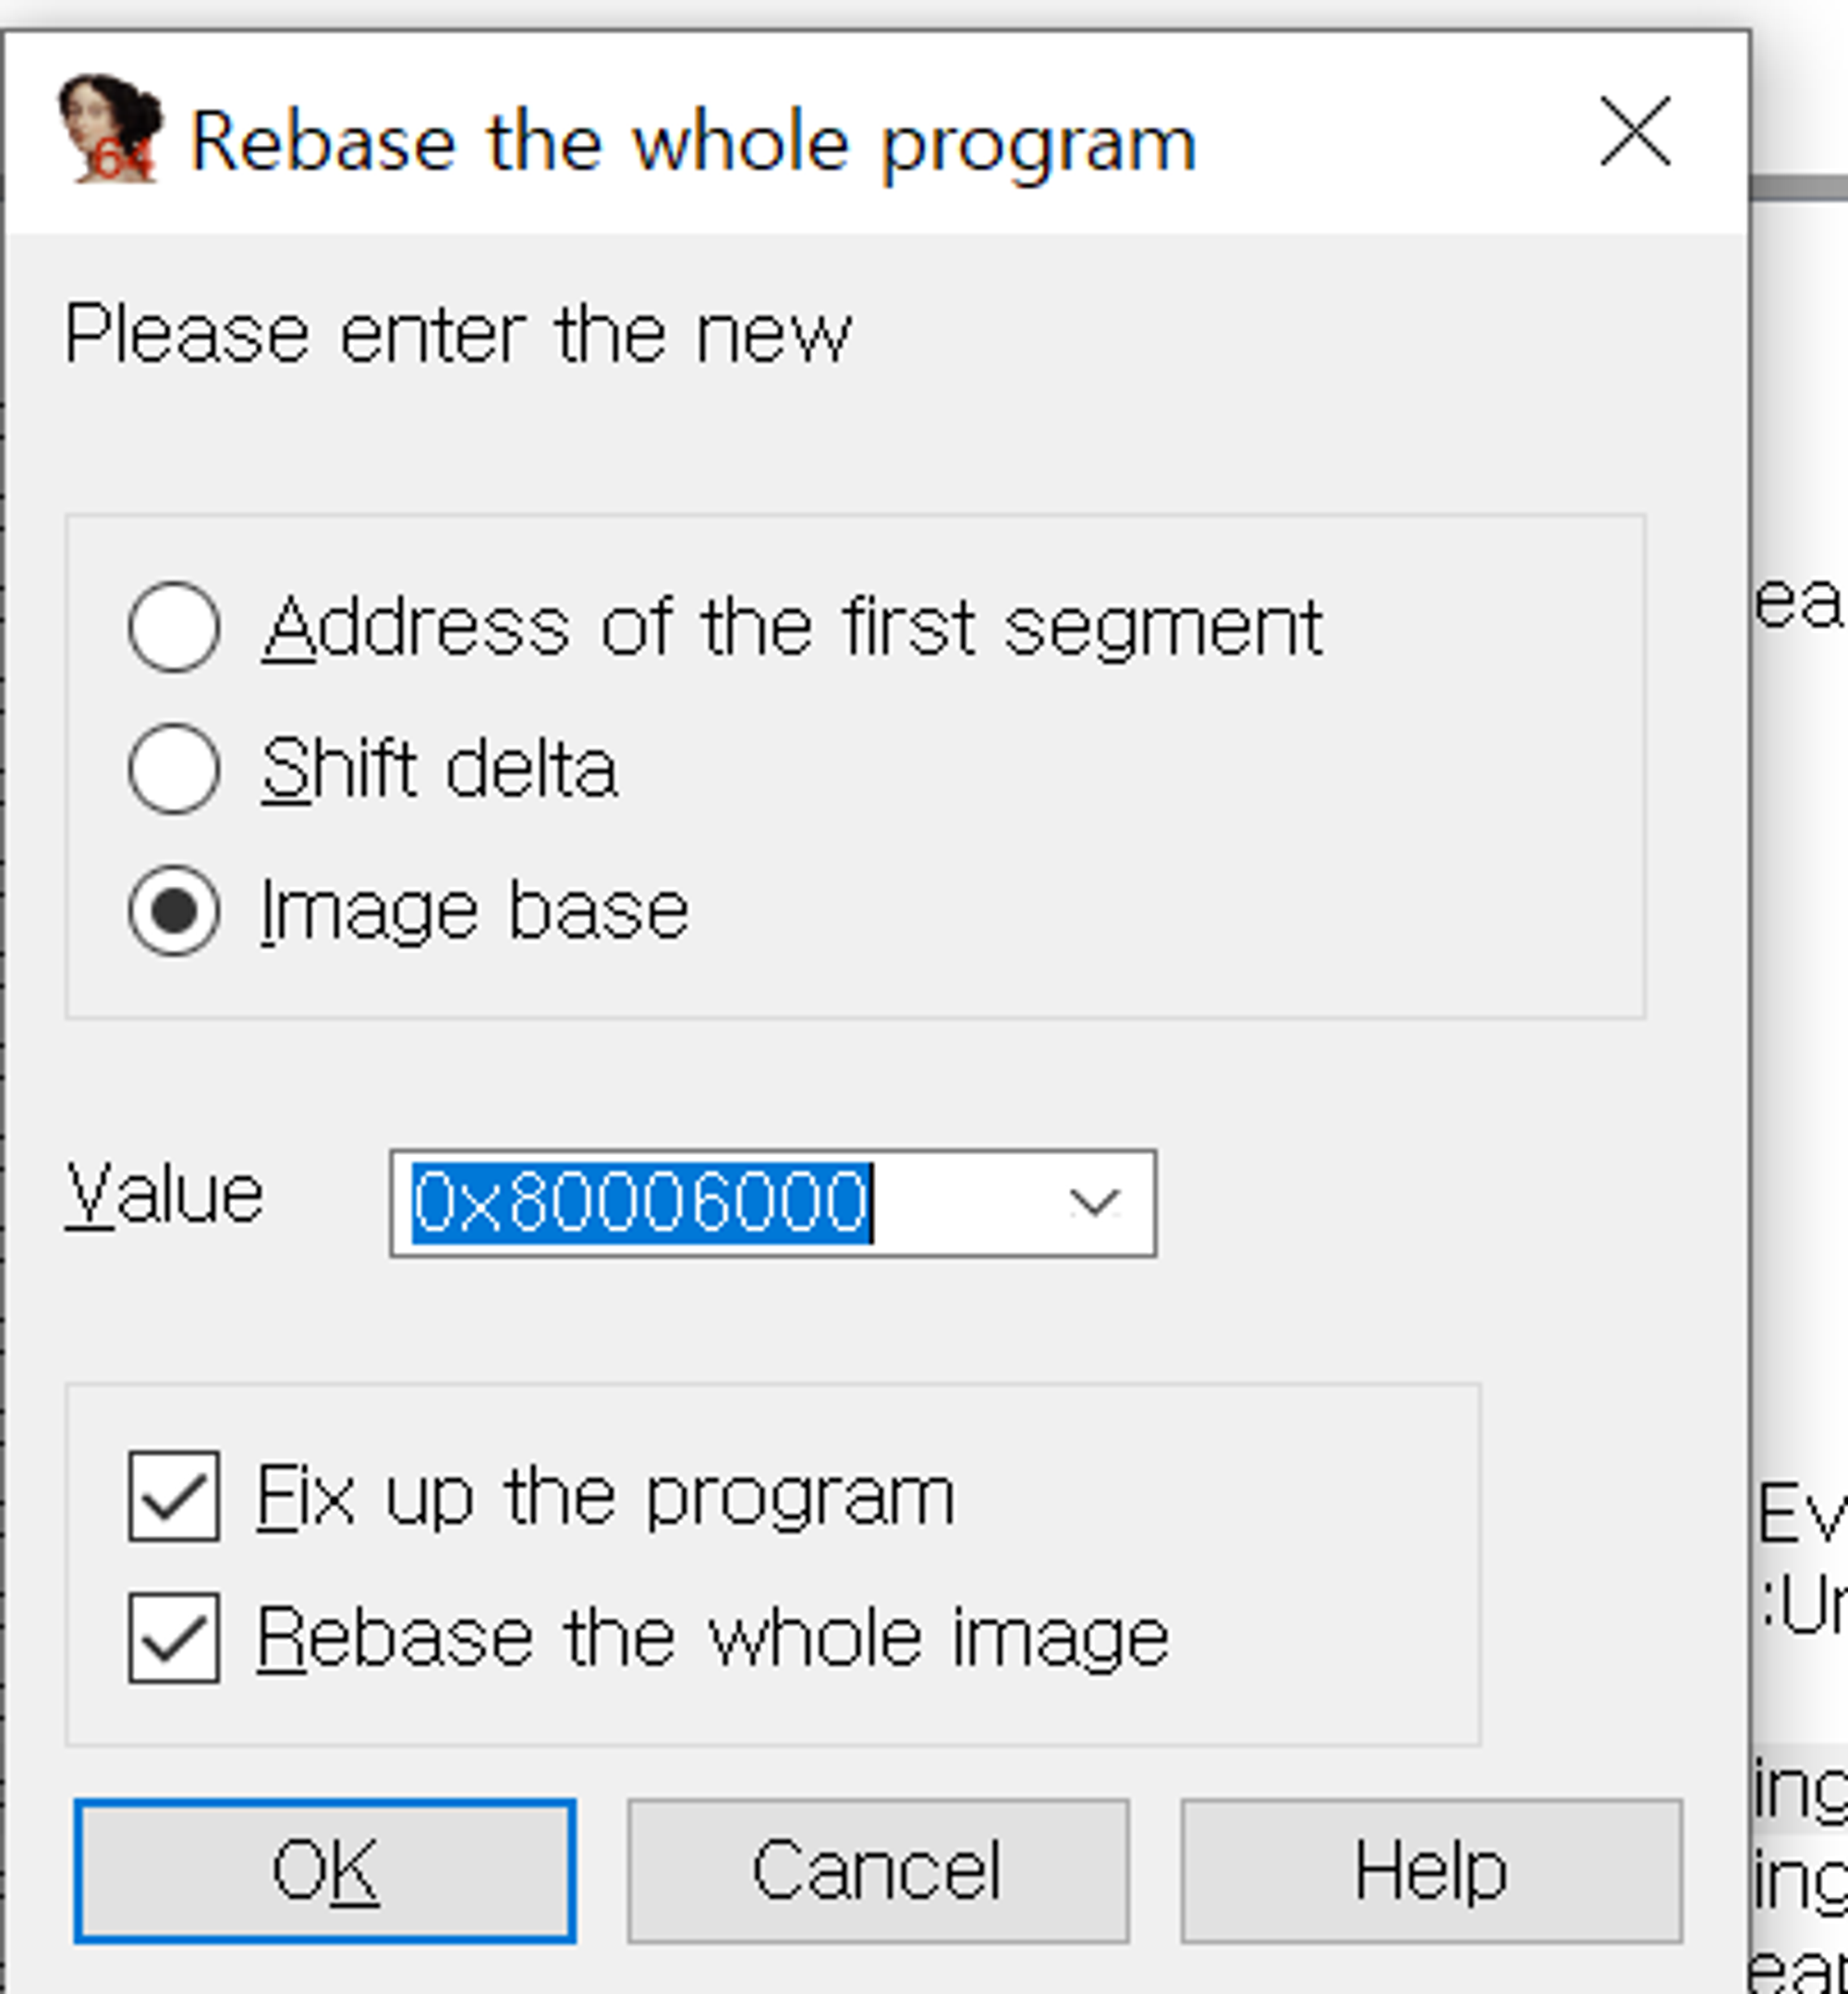 64
Rebase the whole program
Please enter the new
Address of the first segment
Shift delta
Image base
Value 0x80006000
Fix up the program
Rebase the whole image
OK Cancel Help
ea
Ev
:Ur
ing
ing